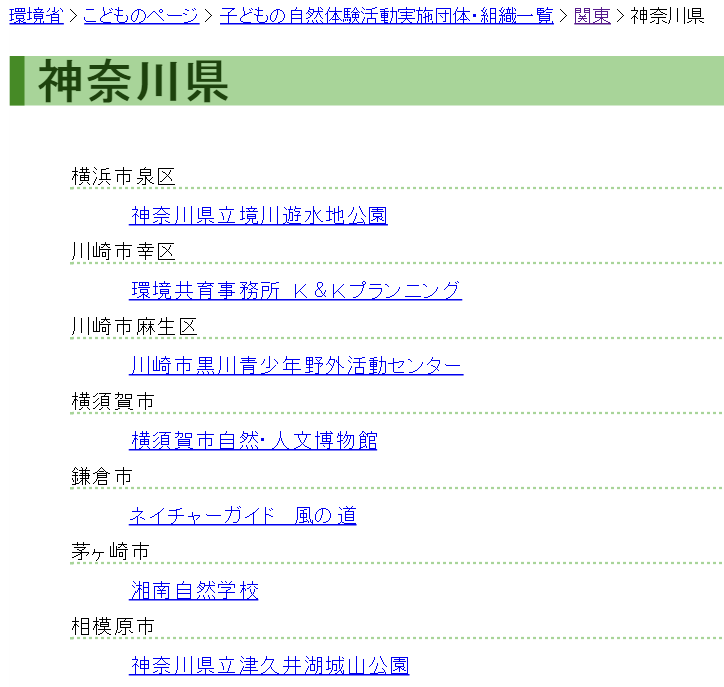 環境省 > こどものページ > 子どもの自然体験活動実施団体・組織一覧 > 関東 > 神奈川県
神奈川県
横浜市泉区
神奈川県立境川遊水地公園
川崎市幸区
環境共育事務所　K＆Kプランニング
川崎市麻生区
川崎市黒川青少年野外活動センター
横須賀市
横須賀市自然・人文博物館
鎌倉市
ネイチャーガイド　風の道
茅ヶ崎市
湘南自然学校
相模原市
神奈川県立津久井湖城山公園